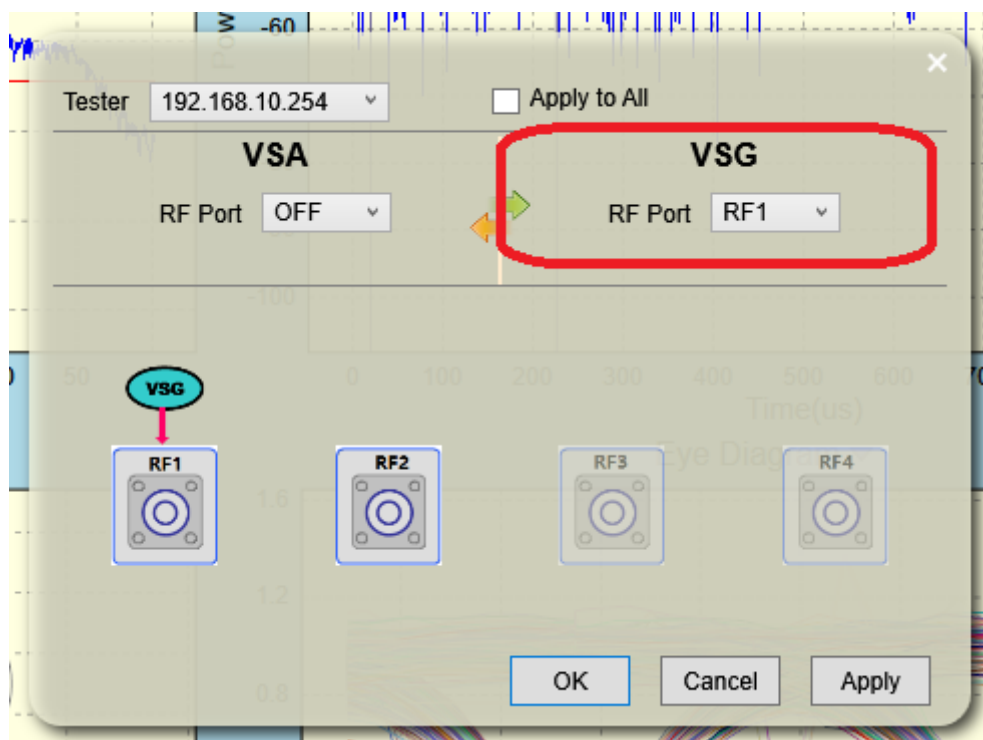 Pow
-60
×
Tester 192.168.10.254 Apply to All
VSA
VSG
RF Port OFF
RF Port RF1
-100
50 0 100 200 300 400 500 600 70
VSG
Time(us)
Eye Diagram
RF1
RF2
RF3
RF4
1.6
1.2
0.8
OK
Cancel
Apply